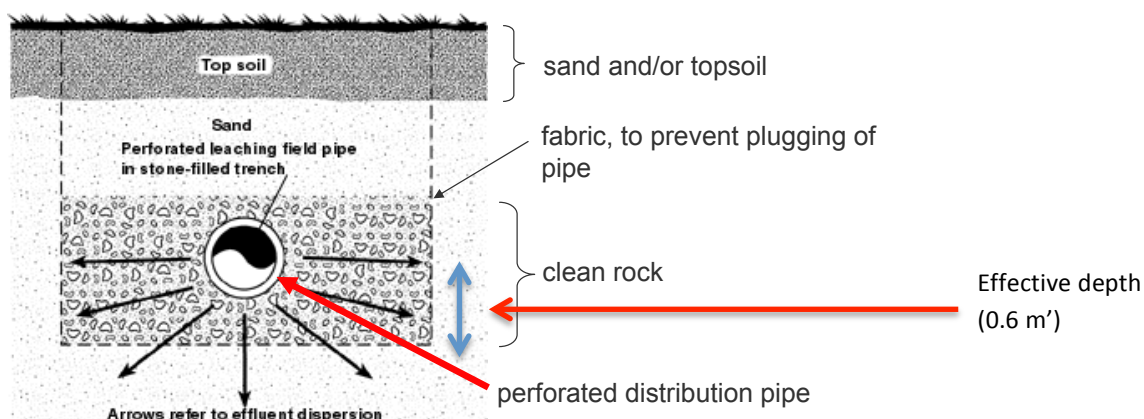 Top soil
sand and/or topsoil
Sand
Perforated leaching field pipe
in stone-filled trench
fabric, to prevent plugging of
pipe
clean rock
Effective depth
(0.6 m’)
perforated distribution pipe
Arrows refer to effluent dispersion